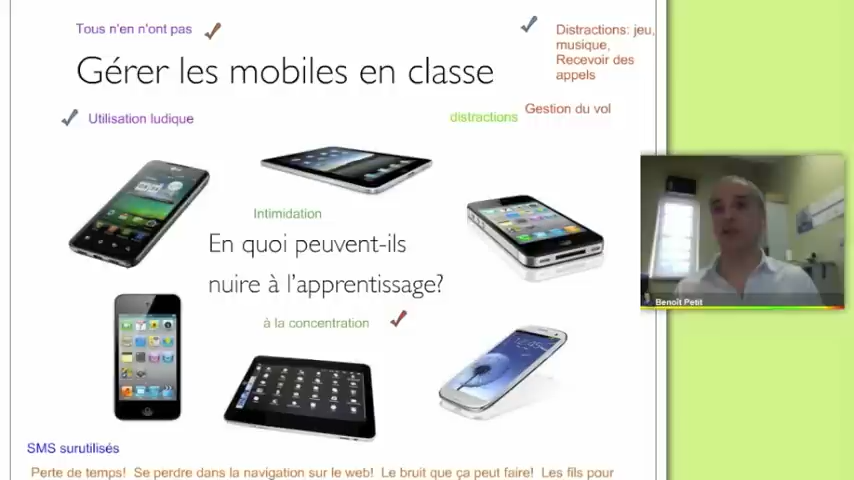 Tous n'en n'ont pas
Distractions: jeu,
musique,
Recevoir des
appels
Gérer les mobiles en classe
Utilisation ludique
distractions
Gestion du vol
Intimidation
En quoi peuvent-ils
nuire à l'apprentissage?
à la concentration
Benoît Petit
SMS surutilisés
Perte de temps! Se perdre dans la navigation sur le web! Le bruit que ça peut faire! Les fils pour